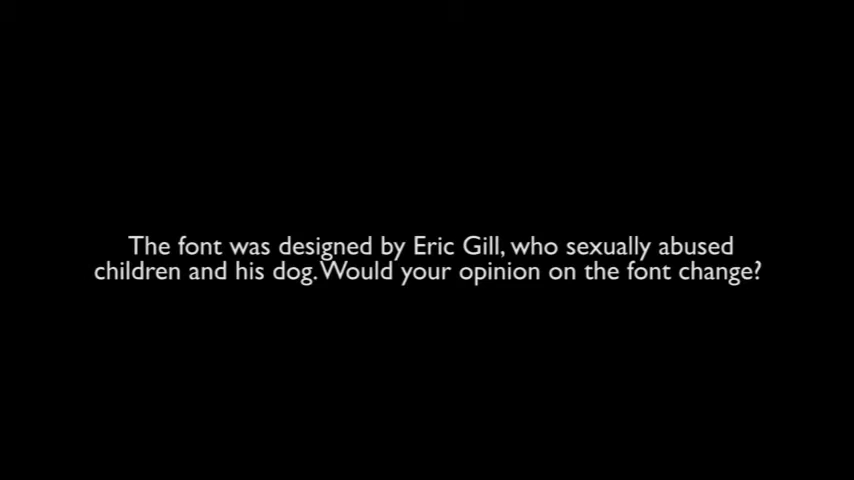 The font was designed by Eric Gill, who sexually abused
children and his dog. Would your opinion on the font change?